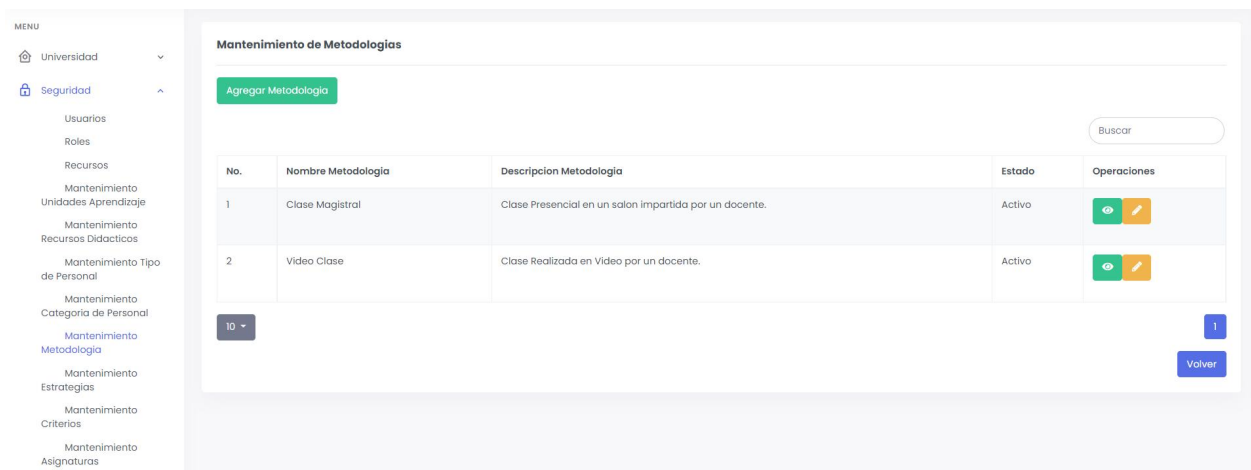 MENU
Universidad
Seguridad
Usuarios
Roles
Recursos
Mantenimiento
Unidades Aprendizaje
Mantenimiento
Recursos Didacticos
Mantenimiento Tipo
de Personal
Mantenimiento
Categoria de Personal
Mantenimiento
Metodologia
Mantenimiento
Estrategias
Mantenimiento
Criterios
Mantenimiento
Asignaturas
Mantenimiento de Metodologias
Agregar Metodologia
Buscar
No. Nombre Metodologia Descripcion Metodologia Estado Operaciones
1 Clase Magistral Clase Presencial en un salon impartida por un docente. Activo
2 Video Clase Clase Realizada en Video por un docente. Activo
10 1
Volver